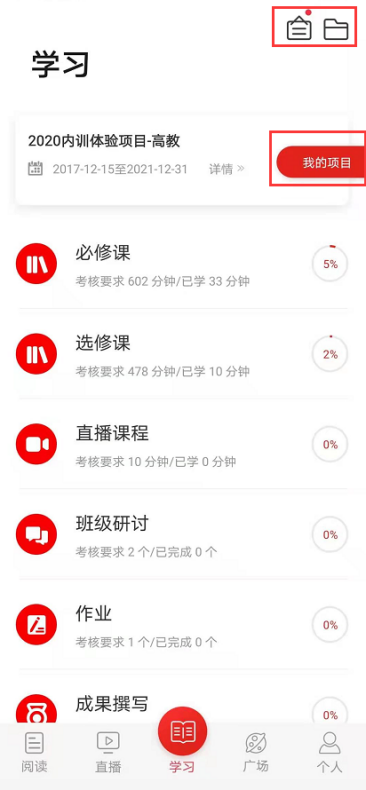 学习
2020内训体验项目-高教
2017-12-15至2021-12-31 详情 »
我的项目
必修课
考核要求 602 分钟/已学 33 分钟
5%
选修课
考核要求 478 分钟/已学 10 分钟
2%
直播课程
考核要求 10 分钟/已学 0 分钟
0%
班级研讨
考核要求 2 个/已完成 0 个
0%
作业
考核要求 1 个/已完成 0 个
0%
成果撰写
0%
阅读 直播 学习 广场 个人